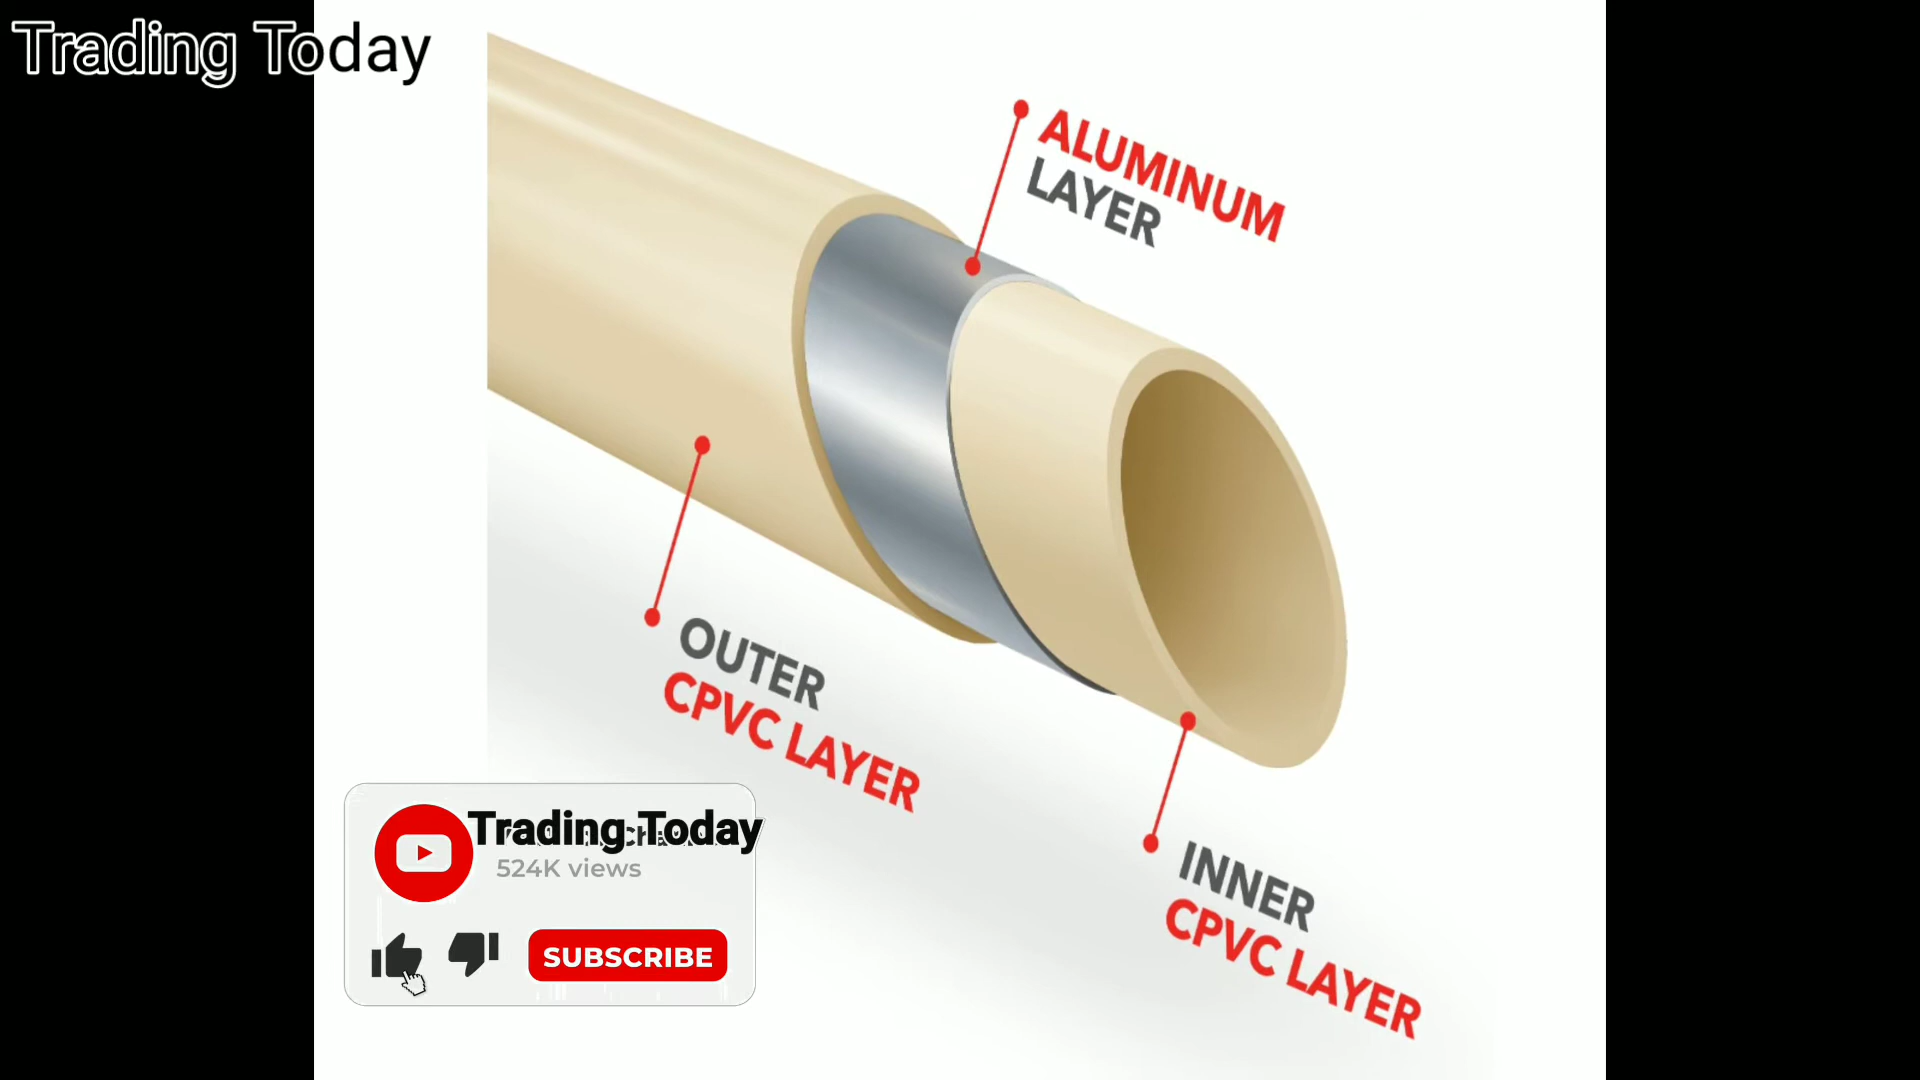 Trading Today
ALUMINUM
LAYER
OUTER
CPVC LAYER
INNER
CPVC LAYER
Trading Today
524K views
SUBSCRIBE